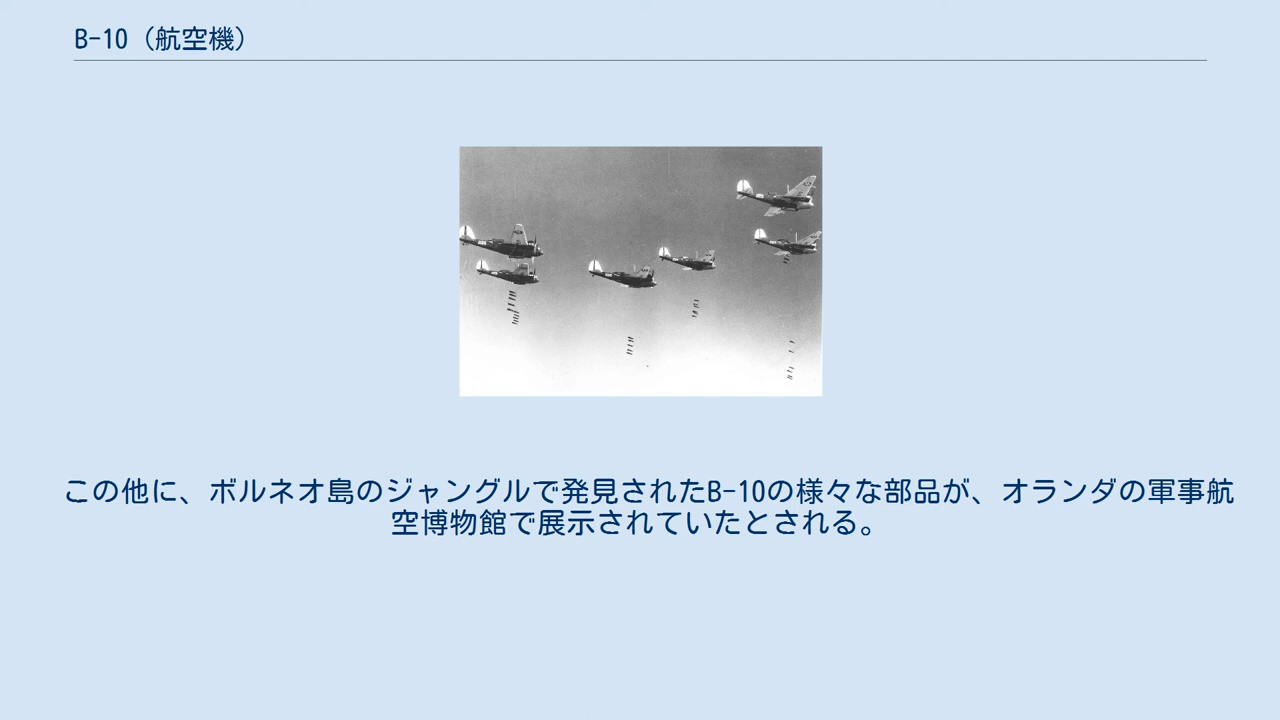 B-10（航空機）
この他に、ボルネオ島のジャングルで発見されたB-10の様々な部品が、オランダの軍事航
空博物館で展示されていたとされる。